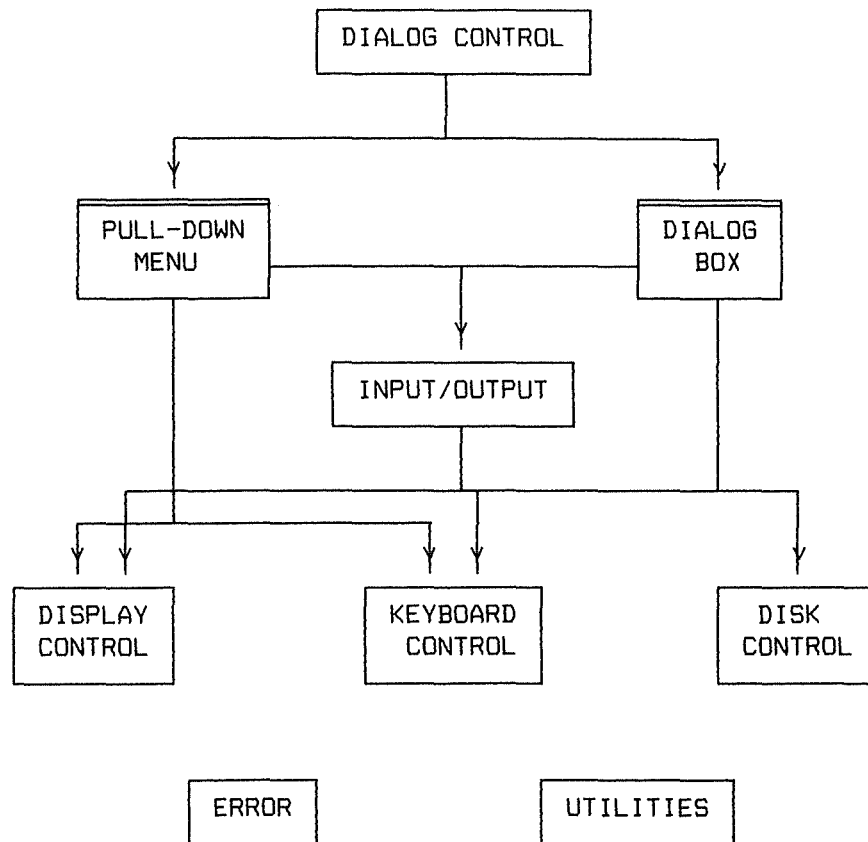 DIALOG CONTROL
PULL-DOWN
MENU
DIALOG
BOX
INPUT/OUTPUT
DISPLAY
CONTROL
KEYBOARD
CONTROL
DISK
CONTROL
ERROR
UTILITIES